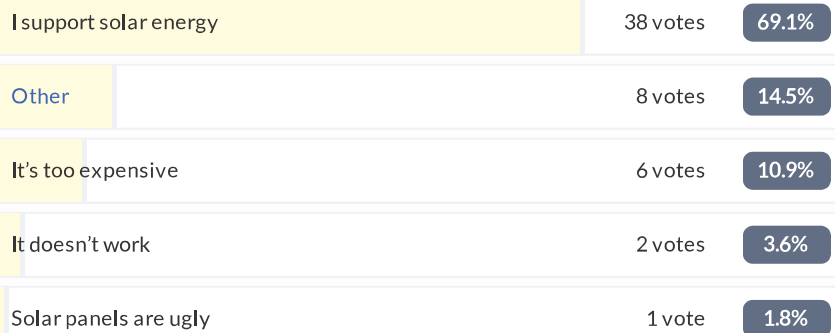 I support solar energy 38 votes 69.1%
Other 8 votes 14.5%
It’s too expensive 6 votes 10.9%
It doesn’t work 2 votes 3.6%
Solar panels are ugly 1 vote 1.8%